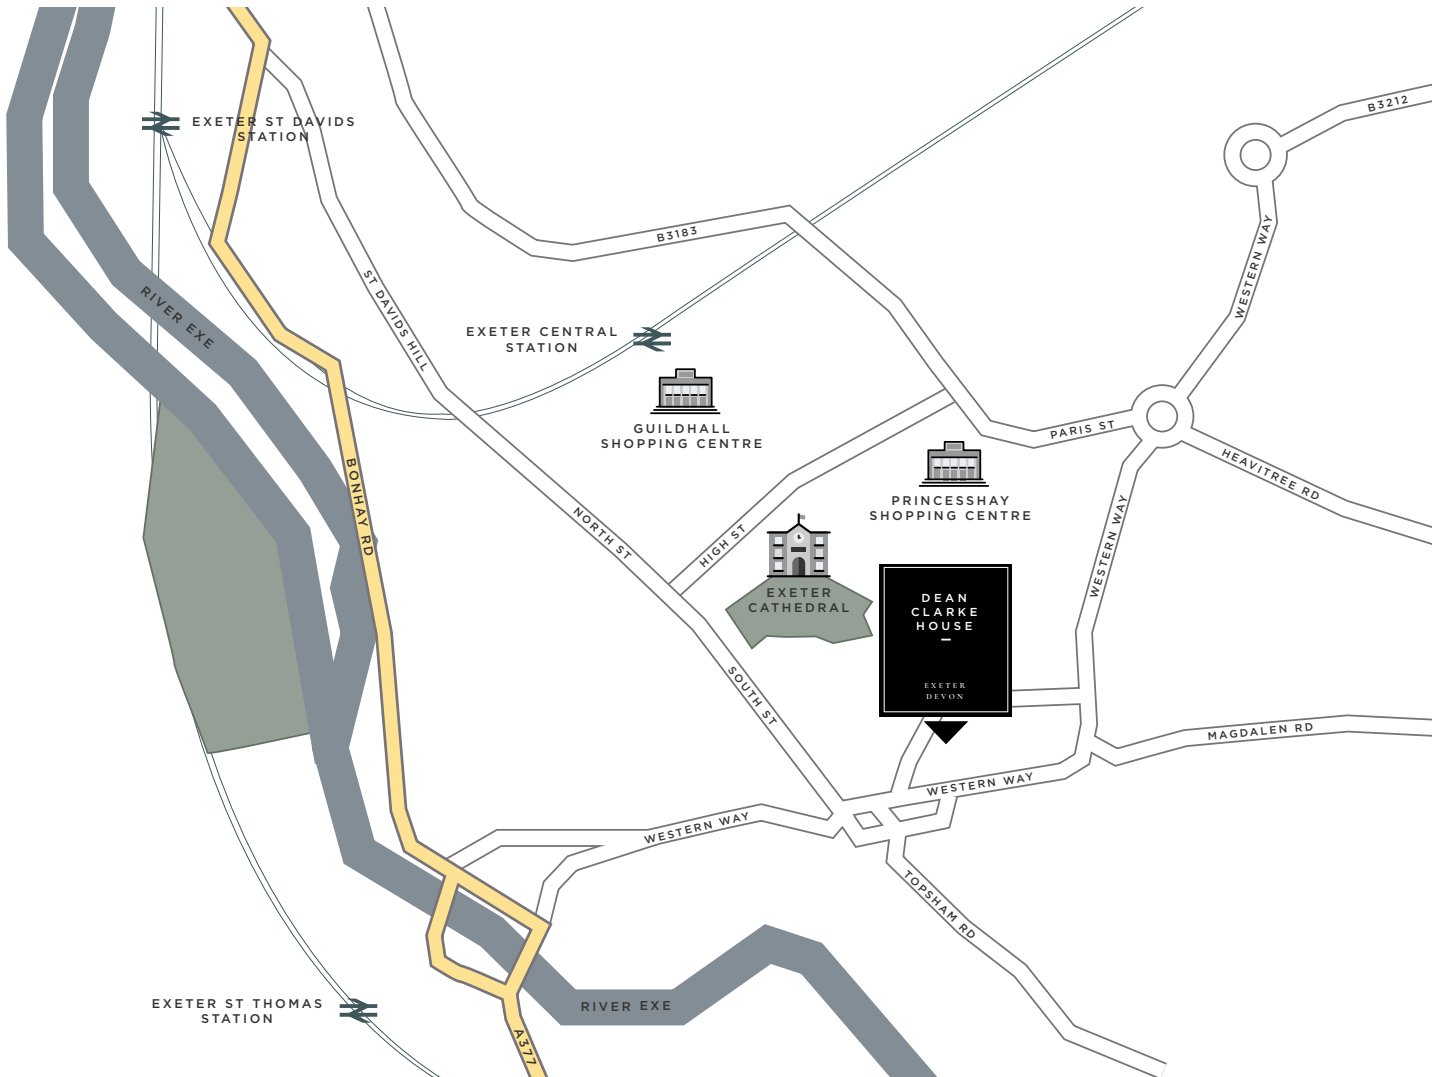 B3212
EXETER ST DAVIDS
STATION
WESTERN WAY
B3183
RIVER EXE
ST DAVIDS HILL
EXETER CENTRAL
STATION
GUILDHALL
SHOPPING CENTRE
PARIS ST
HEAVITREE RD
BONHAY RD
PRINCESSHAY
SHOPPING CENTRE
NORTH ST
HIGH ST
WESTERN WAY
EXETER
CATHEDRAL
DEAN
CLARKE
HOUSE
EXETER
DEVON
SOUTH ST
MAGDALEN RD
WESTERN WAY
WESTERN WAY
TOPSHAM RD
EXETER ST THOMAS
STATION
RIVER EXE
A377